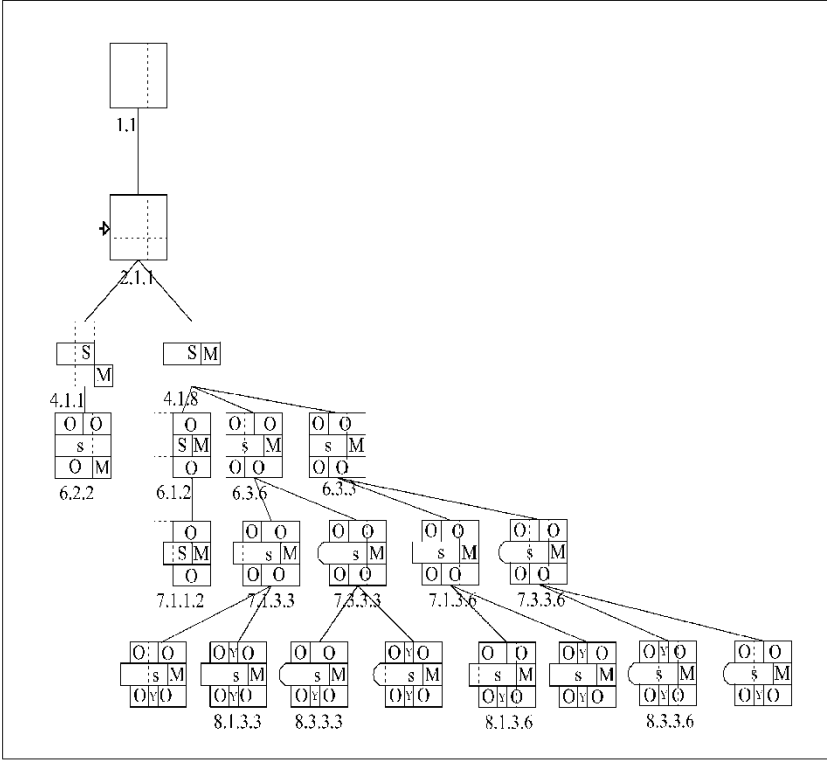 1.1
2.1.1
S S M
M
4.1.1 4.1.8
O O O O O O O
s S M s M s M
O M O O O O O
6.2.2 6.1.2 6.3.6 6.3.3
O O O O O O O O O
S M s M s M s M s M
O O O O O O O O O
7.1.1.2 7.1.3.3 7.3.3.3 7.1.3.6 7.3.3.6
O O O Y O O O O O O O O Y O O Y O O O
s M s M s M s M s M s M s M s M
O Y O O Y O O Y O O Y O O Y O O Y O O Y O O Y O
8.1.3.3 8.3.3.3 8.1.3.6 8.3.3.6